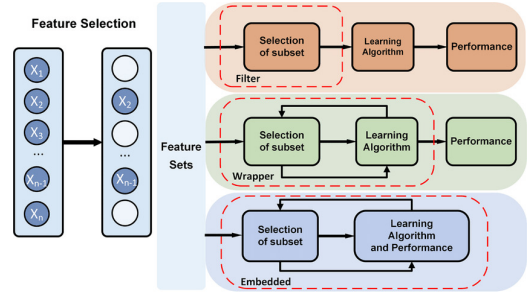 Feature Selection
X1
X2
X3
...
Xn-1
Xn
X2
...
Xn-1
Feature
Sets
Selection
of subset
Learning
Algorithm
Performance
Filter
Selection
of subset
Learning
Algorithm
Performance
Wrapper
Selection
of subset
Learning
Algorithm
and Performance
Embedded